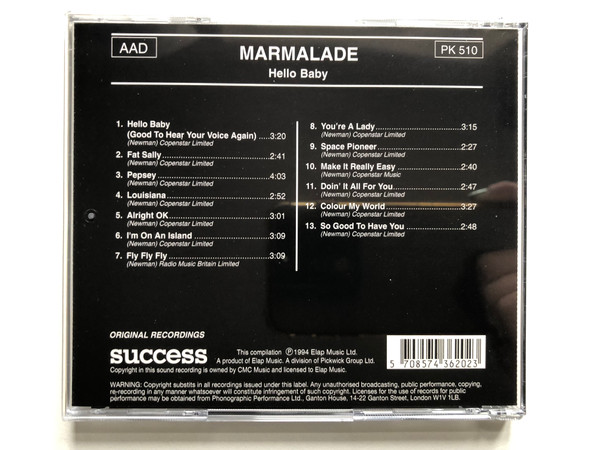 AAD
MARMALADE
PK 510
Hello Baby
1. Hello Baby
(Good To Hear Your Voice Again) ....3:20
(Newman) Copenstar Limited
2. Fat Sally ....2:41
(Newman) Copenstar Limited
3. Pepsey ....4:03
(Newman) Copenstar Limited
4. Louisiana ....2:52
(Newman) Copenstar Limited
5. Alright OK ....3:01
(Newman) Copenstar Limited
6. I'm On An Island ....3:09
(Newman) Copenstar Limited
7. Fly Fly Fly ....3:09
(Newman) Radio Music Britain Limited
8. You're A Lady ....3:15
(Newman) Copenstar Limited
9. Space Pioneer ....2:27
(Newman) Copenstar Limited
10. Make It Really Easy ....2:40
(Newman) Copenstar Music
11. Doin' It All For You ....2:47
(Newman) Copenstar Limited
12. Colour My World ....3:27
(Newman) Copenstar Limited
13. So Good To Have You ....2:48
(Newman) Copenstar Limited
ORIGINAL RECORDINGS
success
This compilation ℗1994 Elap Music Ltd.
A product of Elap Music. A division of Pickwick Group Ltd.
Copyright in this sound recording is owned by CMC Music and licensed to Elap Music.
5 708574 362023
WARNING: Copyright substits in all recordings issued under this label. Any unauthorised broadcasting, public performance, copying,
re-recording in any manner whatsoever will constitute infringement of such copyright. Licenses for the use of records for public
performance may be obtained from Phonographic Performance Ltd., Ganton House, 14-22 Ganton Street, London W1V 1LB.